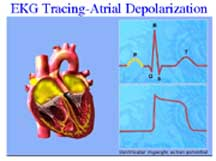 EKG Tracing-Atrial Depolarization
R
P
T
Q
S
Ventricular myocyte action potential